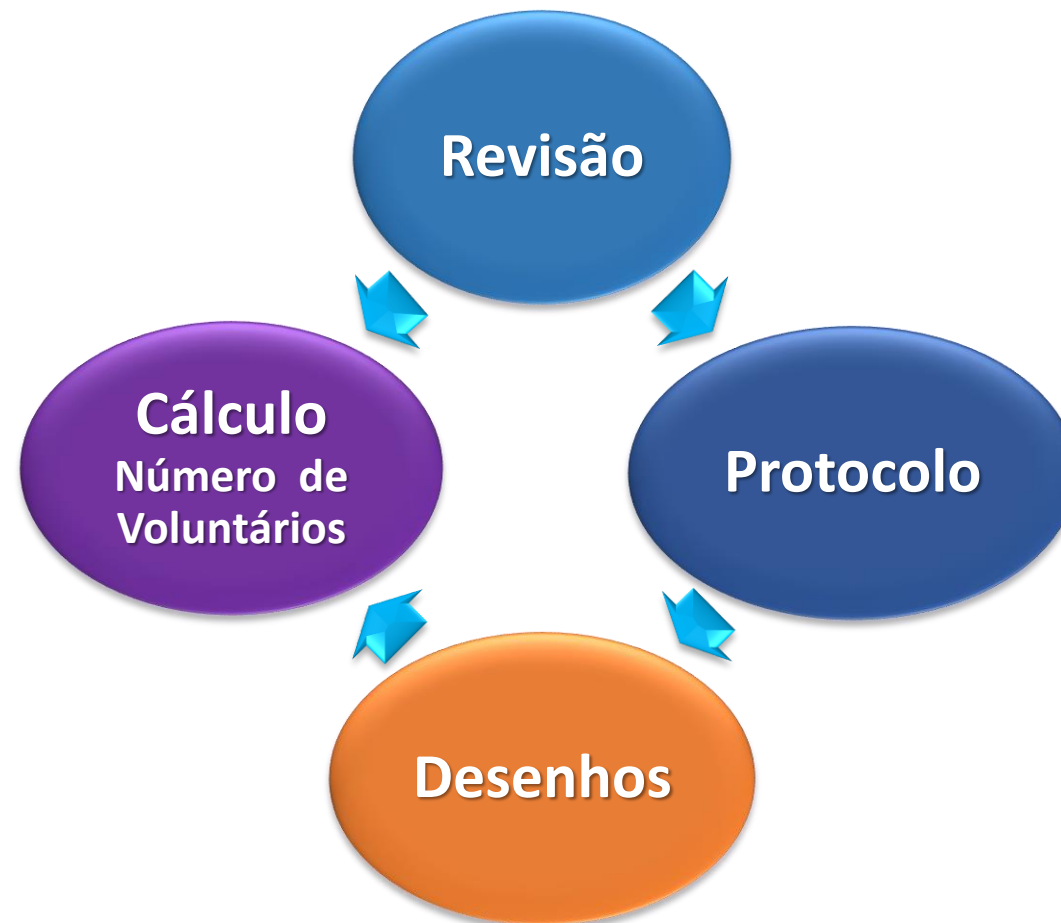 Revisão
Cálculo
Número de
Voluntários
Protocolo
Desenhos